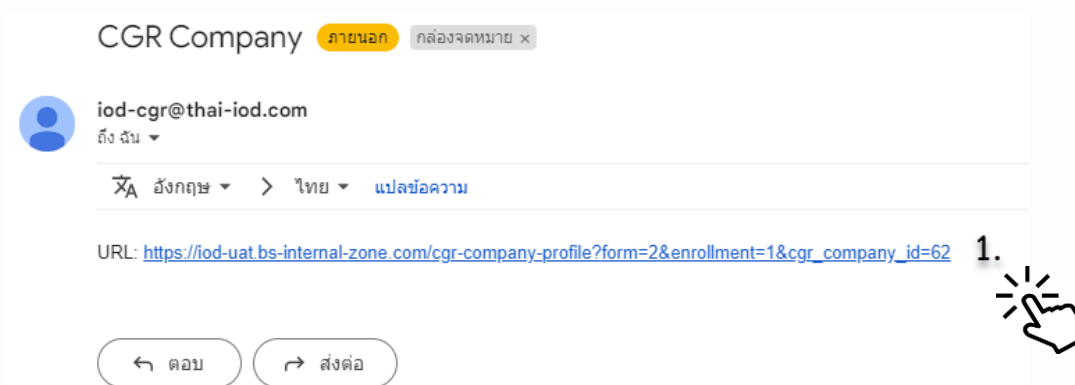 CGR Company ภายนอก กล่องจดหมาย ×
iod-cgr@thai-iod.com
ถึง ฉัน
อังกฤษ > ไทย แปลข้อความ
URL: https://iod-uat.bs-internal-zone.com/cgr-company-profile?form=2&enrollment=1&cgr_company_id=62 1.
ตอบ ส่งต่อ